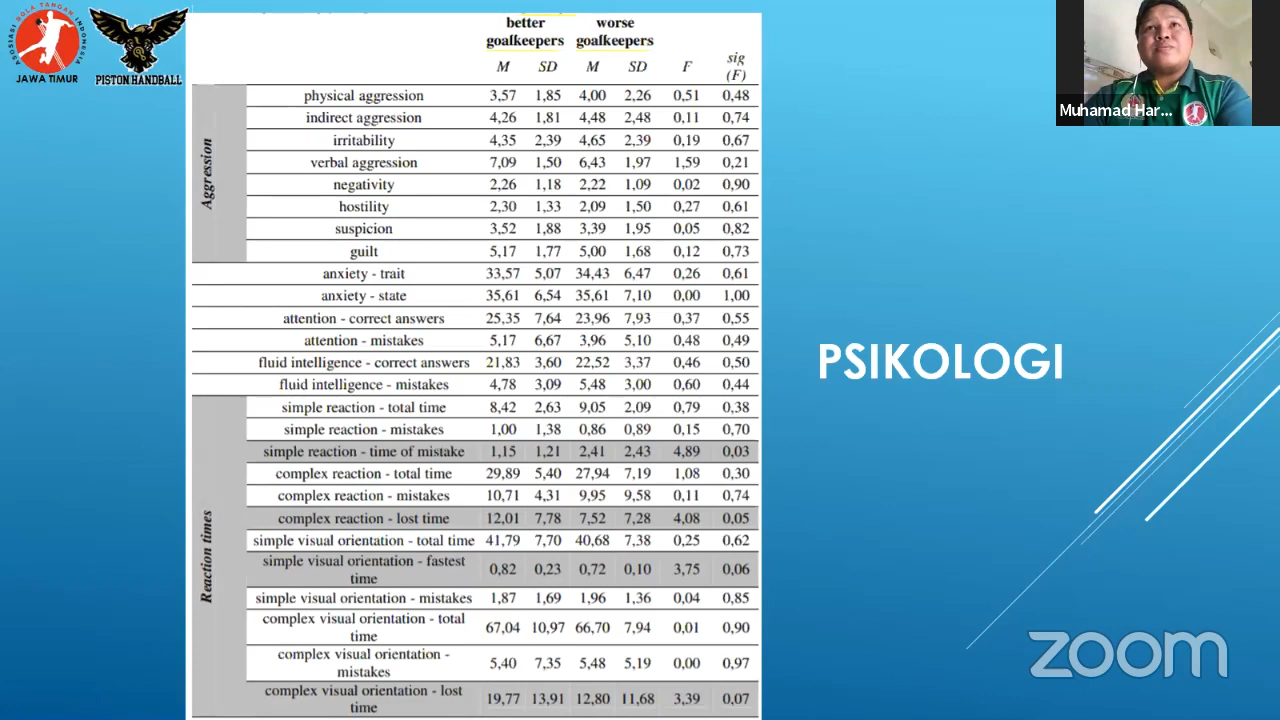 ASOSIASI BOLA TANGAN INDONESIA
JAWA TIMUR
PISTON HANDBALL
better goalkeepers worse goalkeepers
M SD M SD F sig (F)
Aggression
physical aggression 3,57 1,85 4,00 2,26 0,51 0,48
indirect aggression 4,26 1,81 4,48 2,48 0,11 0,74
irritability 4,35 2,39 4,65 2,39 0,19 0,67
verbal aggression 7,09 1,50 6,43 1,97 1,59 0,21
negativity 2,26 1,18 2,22 1,09 0,02 0,90
hostility 2,30 1,33 2,09 1,50 0,27 0,61
suspicion 3,52 1,88 3,39 1,95 0,05 0,82
guilt 5,17 1,77 5,00 1,68 0,12 0,73
anxiety - trait 33,57 5,07 34,43 6,47 0,26 0,61
anxiety - state 35,61 6,54 35,61 7,10 0,00 1,00
attention - correct answers 25,35 7,64 23,96 7,93 0,37 0,55
attention - mistakes 5,17 6,67 3,96 5,10 0,48 0,49
fluid intelligence - correct answers 21,83 3,60 22,52 3,37 0,46 0,50
fluid intelligence - mistakes 4,78 3,09 5,48 3,00 0,60 0,44
Reaction times
simple reaction - total time 8,42 2,63 9,05 2,09 0,79 0,38
simple reaction - mistakes 1,00 1,38 0,86 0,89 0,15 0,70
simple reaction - time of mistake 1,15 1,21 2,41 2,43 4,89 0,03
complex reaction - total time 29,89 5,40 27,94 7,19 1,08 0,30
complex reaction - mistakes 10,71 4,31 9,95 9,58 0,11 0,74
complex reaction - lost time 12,01 7,78 7,52 7,28 4,08 0,05
simple visual orientation - total time 41,79 7,70 40,68 7,38 0,25 0,62
simple visual orientation - fastest time 0,82 0,23 0,72 0,10 3,75 0,06
simple visual orientation - mistakes 1,87 1,69 1,96 1,36 0,04 0,85
complex visual orientation - total time 67,04 10,97 66,70 7,94 0,01 0,90
complex visual orientation - mistakes 5,40 7,35 5,48 5,19 0,00 0,97
complex visual orientation - lost time 19,77 13,91 12,80 11,68 3,39 0,07
PSIKOLOGI
Muhamad Har...
zoom